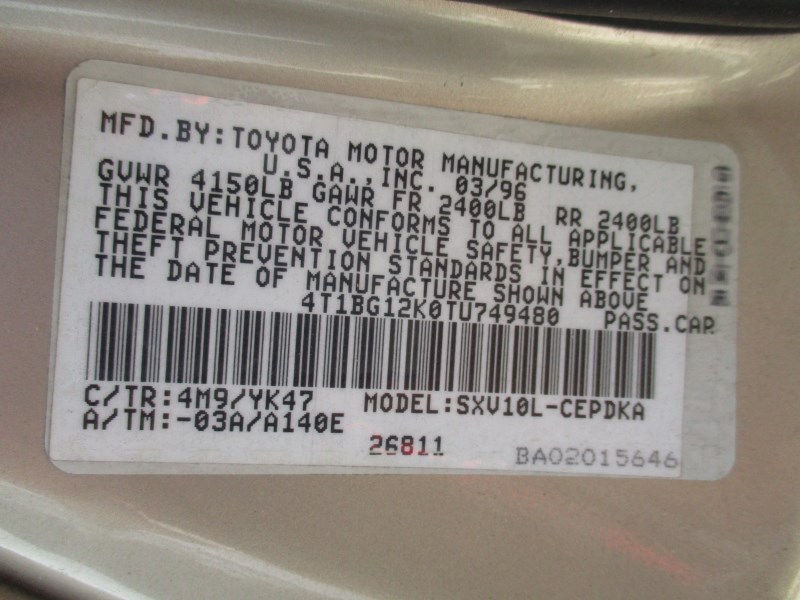 MFD.BY:TOYOTA MOTOR MANUFACTURING,
U.S.A.,INC. 03/96
GVWR 4150LB GAWR FR 2400LB RR 2400LB
THIS VEHICLE CONFORMS TO ALL APPLICABLE
FEDERAL MOTOR VEHICLE SAFETY,BUMPER AND
THEFT PREVENTION STANDARDS IN EFFECT ON
THE DATE OF MANUFACTURE SHOWN ABOVE
4T1BG12K0TU749480 PASS.CAR
C/TR:4M9/YK47 MODEL:SXV10L-CEPDKA
A/TM:-03A/A140E
26811
BA02015646